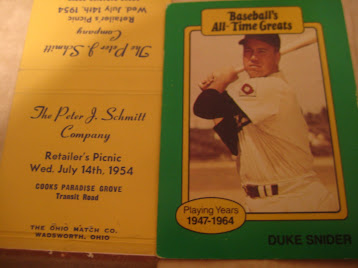 Wed. July 14th, 1954
Retailer's Picnic
Company
The Peter J. Schmitt
The Peter J. Schmitt
Company
Retailer's Picnic
Wed. July 14th, 1954
COOKS PARADISE GROVE
Transit Road
THE OHIO MATCH CO.
WADSWORTH, OHIO
Baseball's
All-Time Greats
Playing Years
1947-1964
DUKE SNIDER